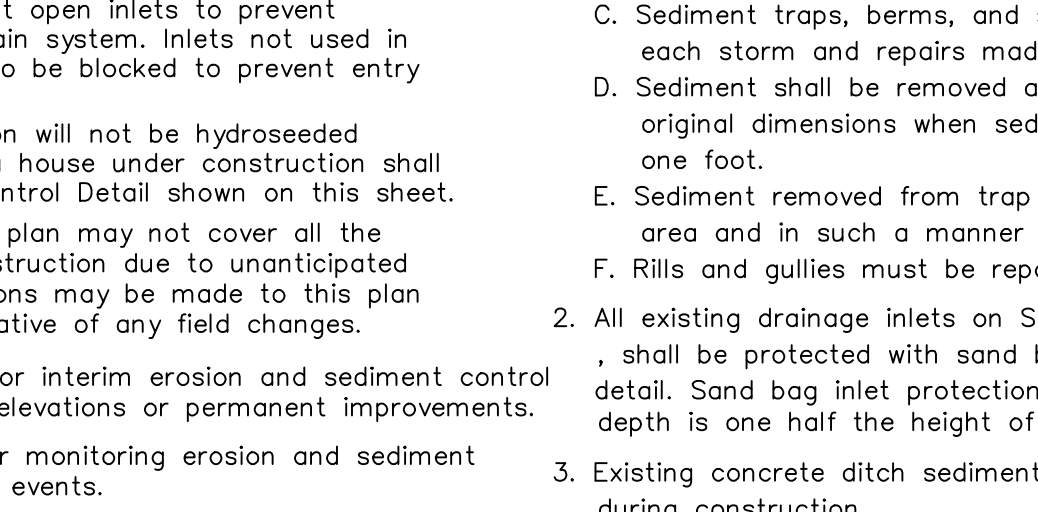 t open inlets to prevent
ain system. Inlets not used in
o be blocked to prevent entry
on will not be hydroseeded
house under construction shall
ntrol Detail shown on this sheet.
plan may not cover all the
struction due to unanticipated
ons may be made to this plan
ative of any field changes.
or interim erosion and sediment control
elevations or permanent improvements.
r monitoring erosion and sediment
events.
C. Sediment traps, berms, and
each storm and repairs mad
D. Sediment shall be removed a
original dimensions when sed
one foot.
E. Sediment removed from trap
area and in such a manner
F. Rills and gullies must be repa
2. All existing drainage inlets on S
, shall be protected with sand b
detail. Sand bag inlet protection
depth is one half the height of
3. Existing concrete ditch sediment
during construction